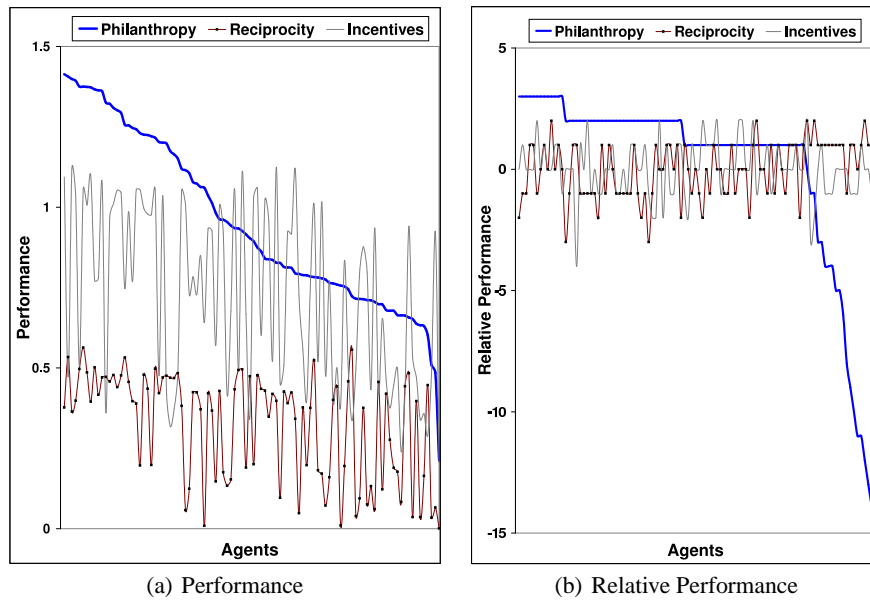 Philanthropy Reciprocity Incentives
1.5
1
0.5
0
Performance
Agents
(a) Performance
Philanthropy Reciprocity Incentives
5
0
-5
-10
-15
Relative Performance
Agents
(b) Relative Performance